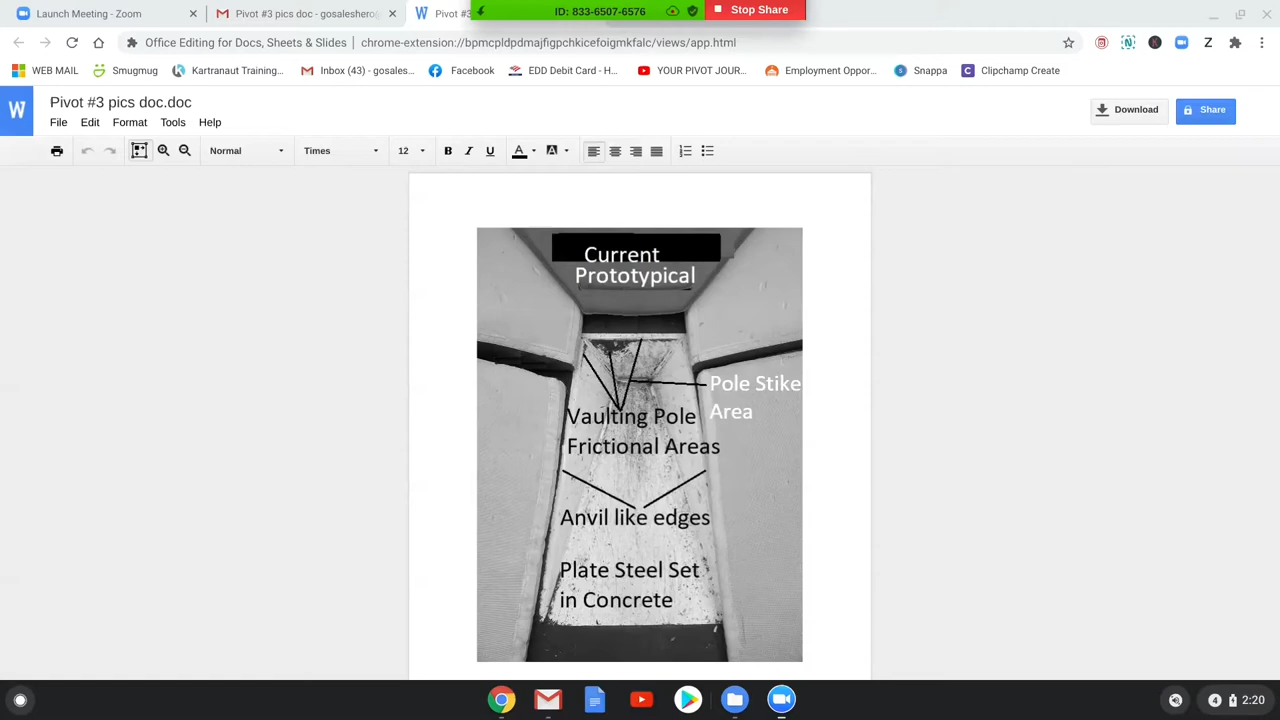 ID: 833-6507-6576 Stop Share
Launch Meeting - Zoom Pivot #3 pics doc - gosaleshero Pivot #3
Office Editing for Docs, Sheets & Slides chrome-extension://bpmcpldpdmajfigpchkicefoigmkfalc/views/app.html
WEB MAIL Smugmug Kartranaut Training... Inbox (43) - gosales... Facebook EDD Debit Card - H... YOUR PIVOT JOUR... Employment Oppor... Snappa Clipchamp Create
W Pivot #3 pics doc.doc Download Share
File Edit Format Tools Help
Normal Times 12 B I U A A
Current
Prototypical
Pole Stike
Area
Vaulting Pole
Frictional Areas
Anvil like edges
Plate Steel Set
in Concrete
4 2:20